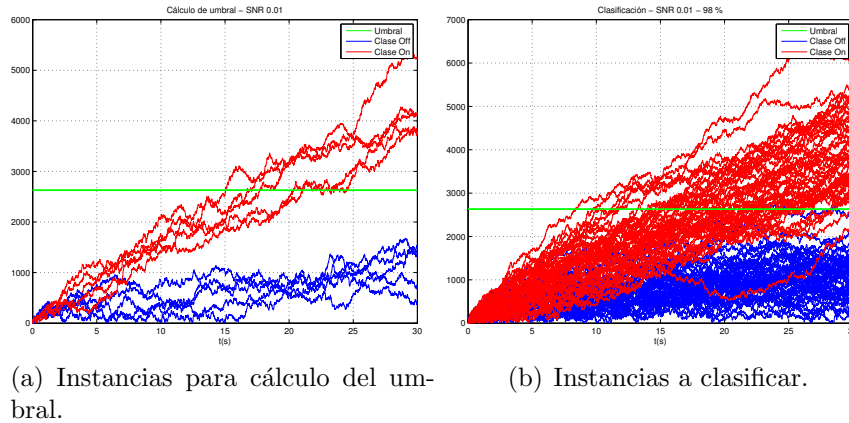 Cálculo de umbral – SNR 0.01
6000
5000
4000
3000
2000
1000
0
0 5 10 15 20 25 30
t(s)
Umbral
Clase Off
Clase On
Clasificación – SNR 0.01 – 98 %
7000
6000
5000
4000
3000
2000
1000
0
0 5 10 15 20 25 30
t(s)
Umbral
Clase Off
Clase On
(a) Instancias para cálculo del um-
bral.
(b) Instancias a clasificar.